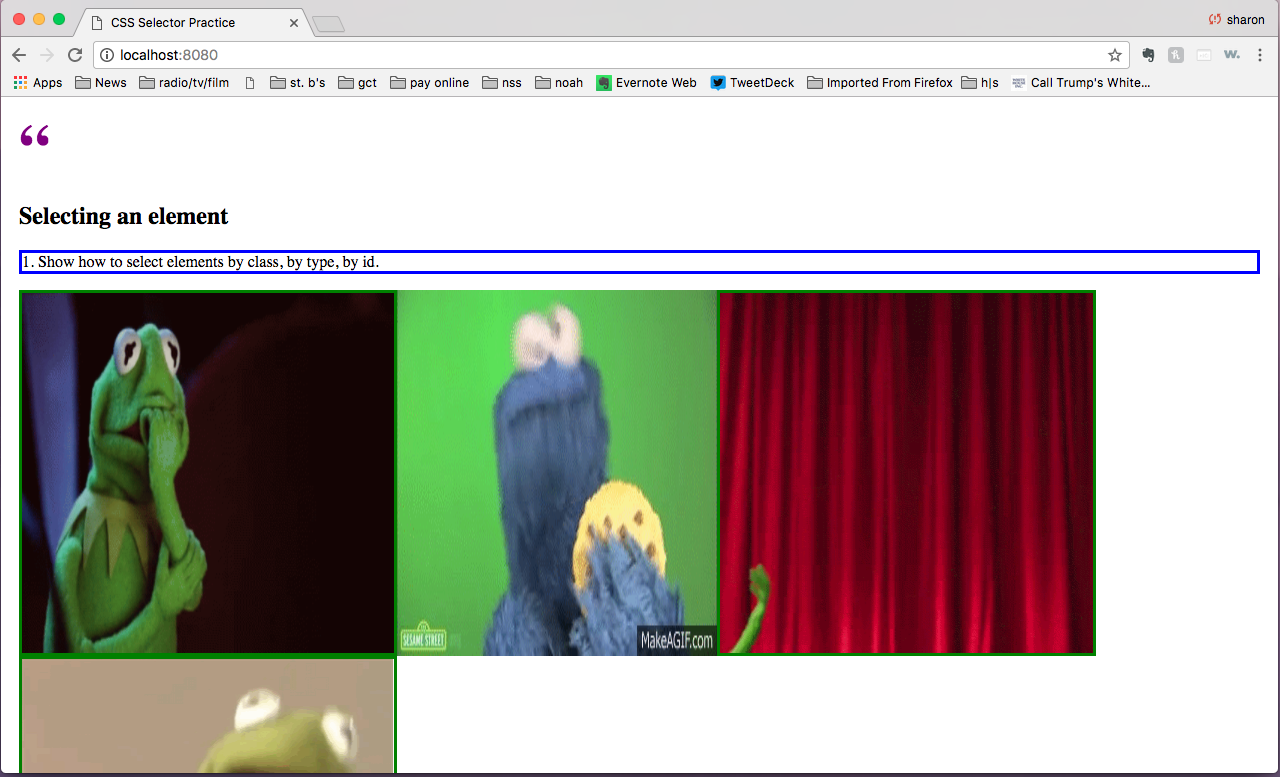 CSS Selector Practice
sharon
localhost:8080
Apps News radio/tv/film st. b's gct pay online nss noah Evernote Web TweetDeck Imported From Firefox h|s Call Trump's White...
w.
“
Selecting an element
1. Show how to select elements by class, by type, by id.
SESAME STREET
MakeAGIF.com